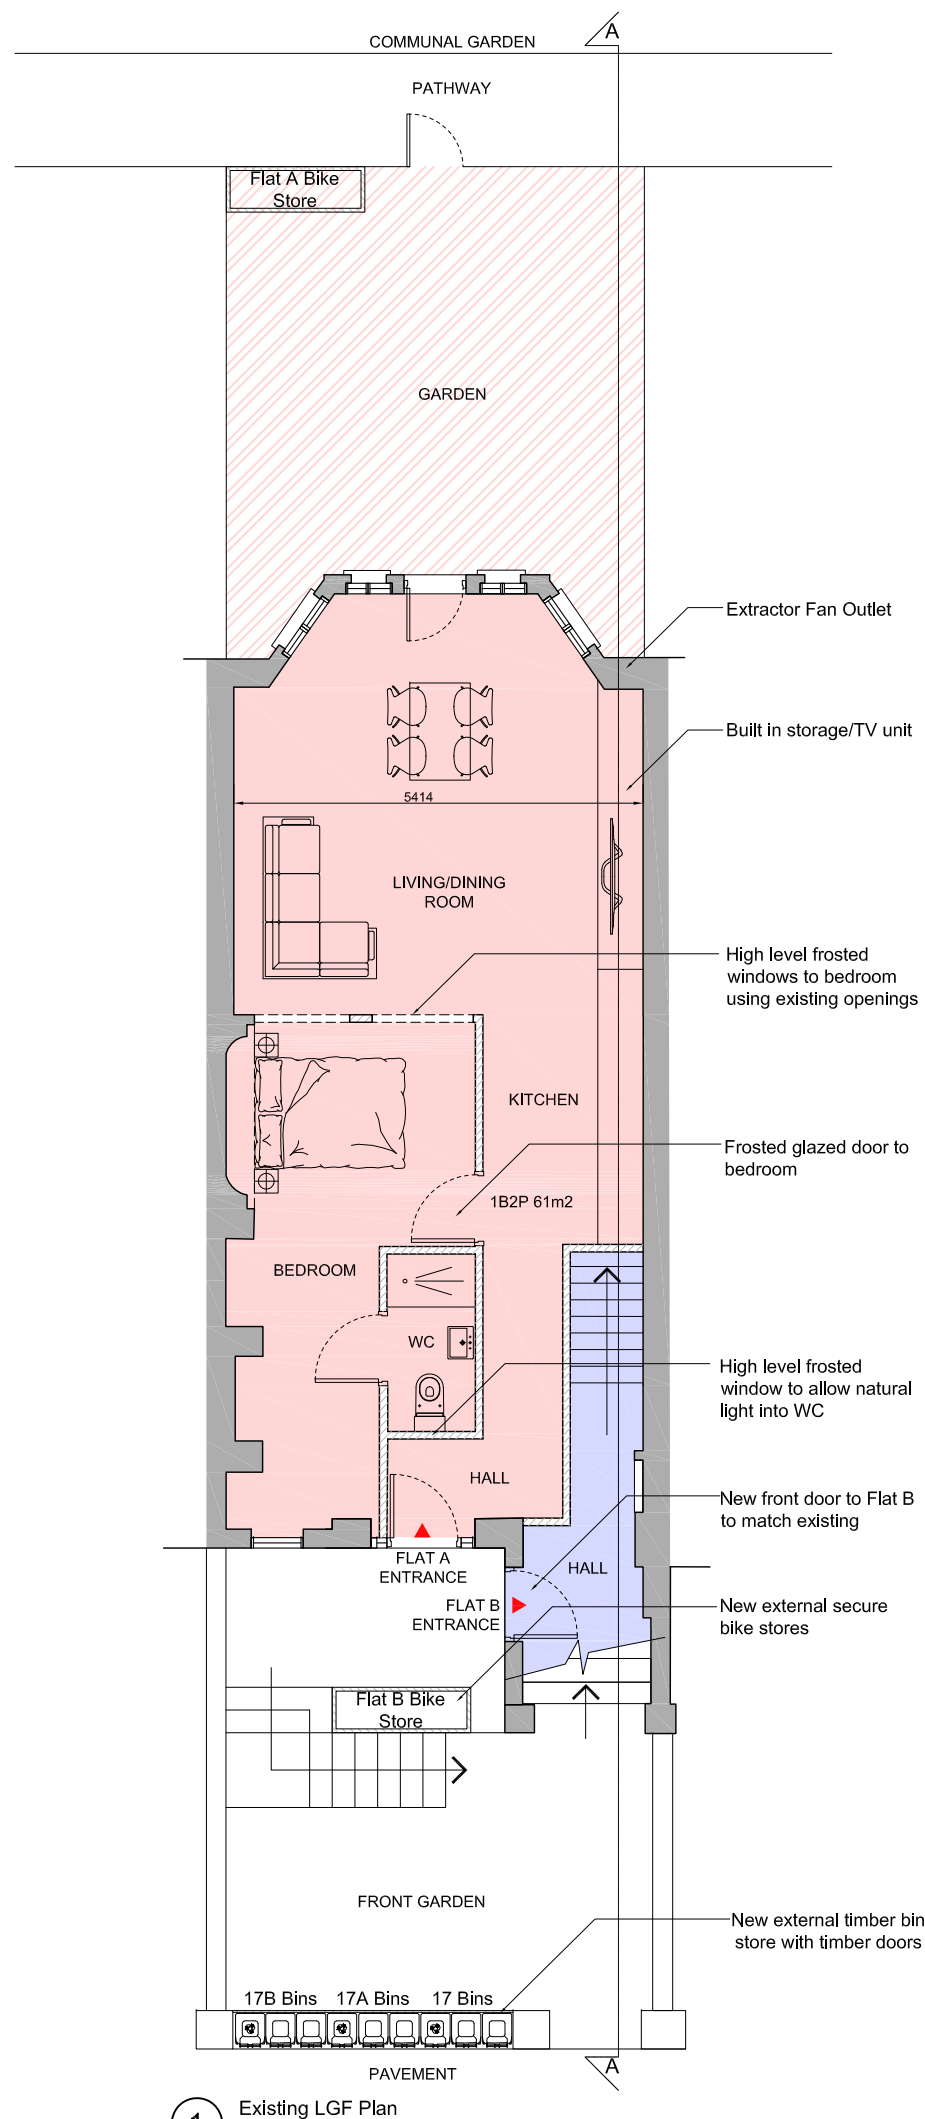 COMMUNAL GARDEN
A
PATHWAY
Flat A Bike
Store
GARDEN
Extractor Fan Outlet
Built in storage/TV unit
5414
LIVING/DINING
ROOM
High level frosted
windows to bedroom
using existing openings
KITCHEN
Frosted glazed door to
bedroom
1B2P 61m2
BEDROOM
WC
High level frosted
window to allow natural
light into WC
HALL
New front door to Flat B
to match existing
FLAT A
ENTRANCE
HALL
FLAT B
ENTRANCE
New external secure
bike stores
Flat B Bike
Store
FRONT GARDEN
New external timber bin
store with timber doors
17B Bins 17A Bins 17 Bins
A
PAVEMENT
1
Existing LGF Plan